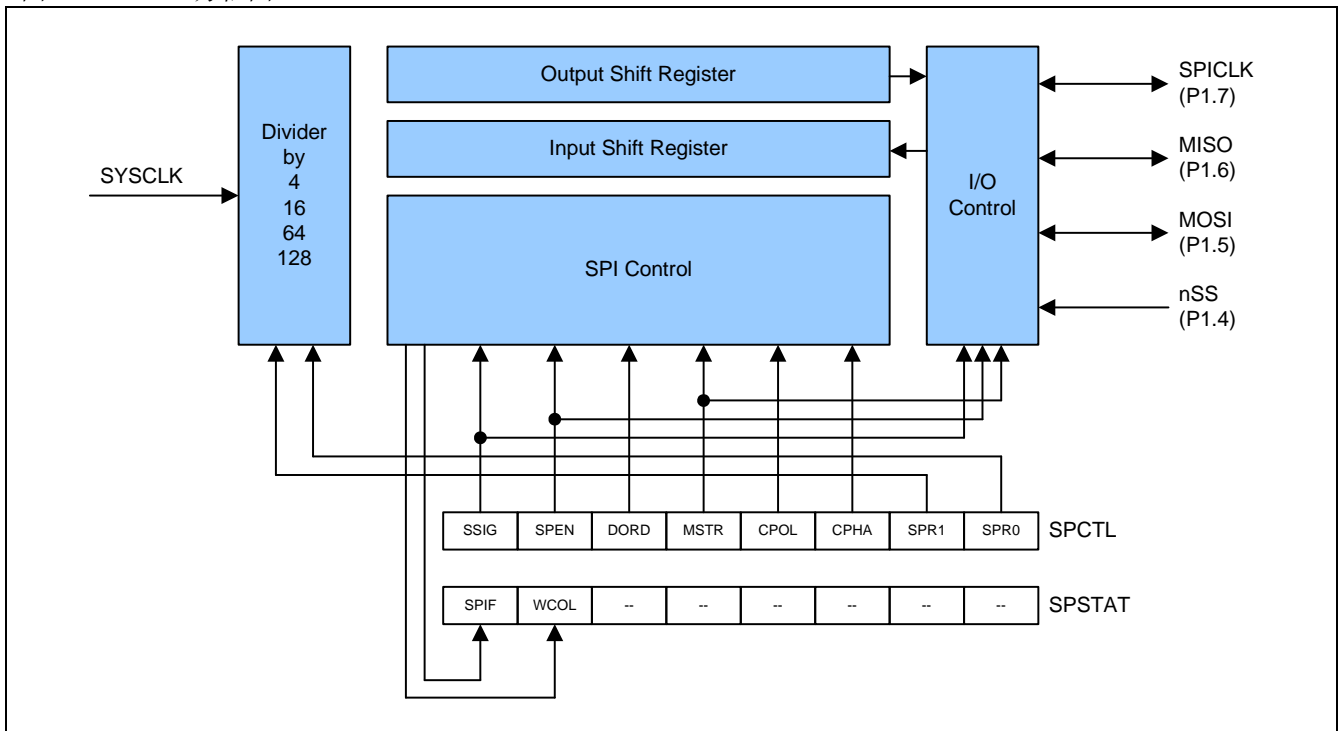 Output Shift Register
Input Shift Register
SPI Control
Divider
by
4
16
64
128
SYSCLK
I/O
Control
SPICLK
(P1.7)
MISO
(P1.6)
MOSI
(P1.5)
nSS
(P1.4)
SSIG SPEN DORD MSTR CPOL CPHA SPR1 SPR0 SPCTL
SPIF WCOL -- -- -- -- -- -- SPSTAT